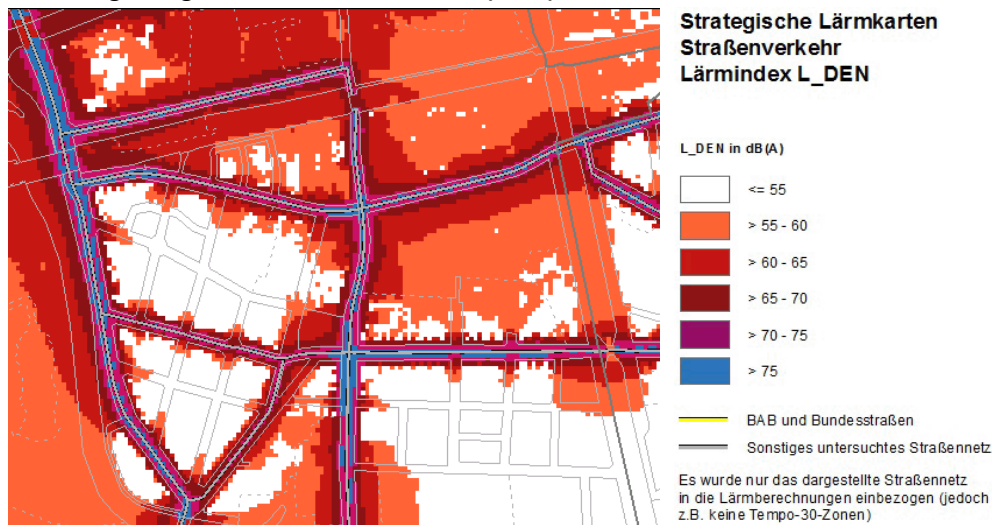 Strategische Lärmkarten
Straßenverkehr
Lärmindex L_DEN
L_DEN in dB(A)
<= 55
> 55 - 60
> 60 - 65
> 65 - 70
> 70 - 75
> 75
BAB und Bundesstraßen
Sonstiges untersuchtes Straßennetz
Es wurde nur das dargestellte Straßennetz
in die Lärmberechnungen einbezogen (jedoch
z.B. keine Tempo-30-Zonen)